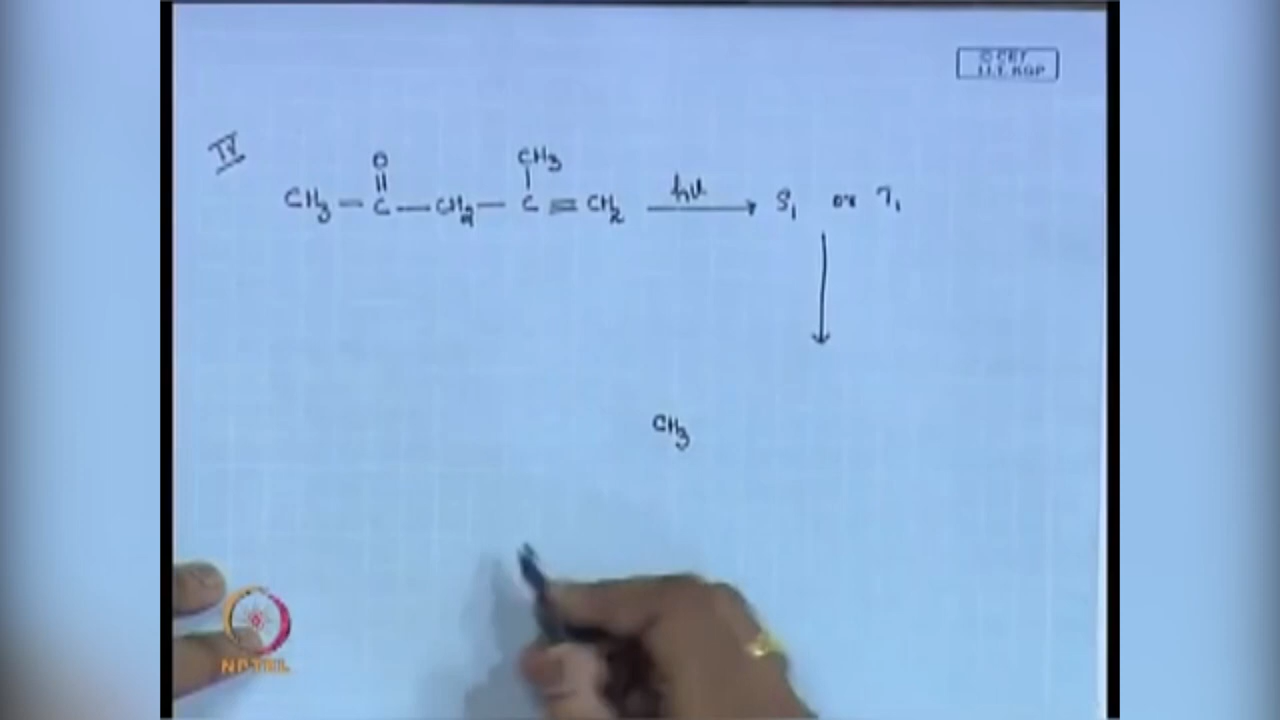 © CET
I.I.T. KGP
IV
O CH3
CH3 – C – CH2 – C = CH2 hν S1 or T1
CH3
NPTEL